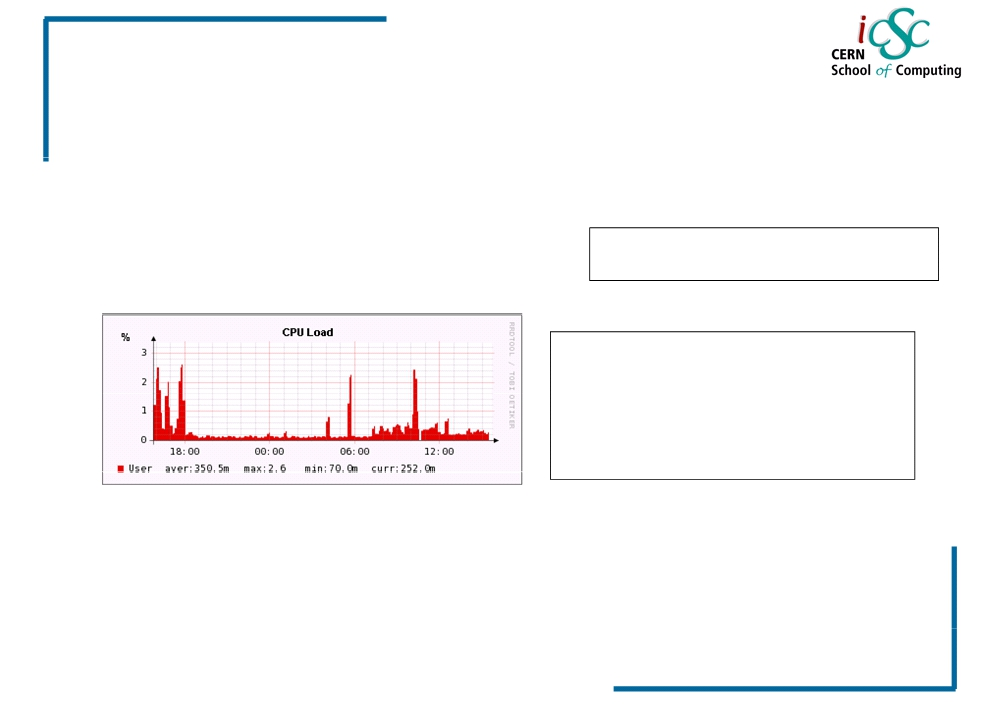 iCSC
CERN
School of Computing
CPU Load
%
3
2
1
0
18:00 00:00 06:00 12:00
User aver:350.5m max:2.6 min:70.0m curr:252.0m
RRDTOOL / TOBI OETIKER